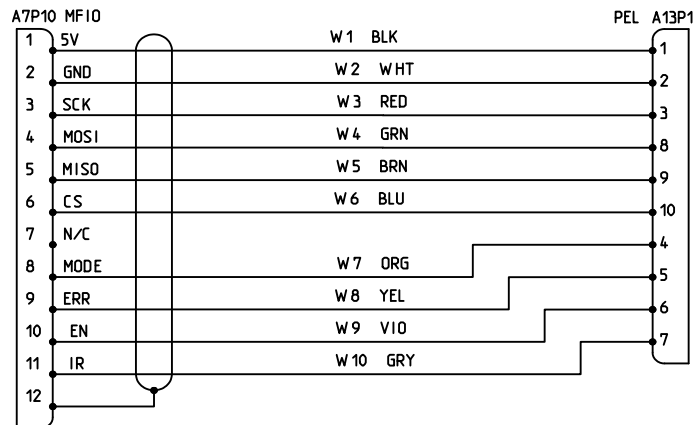 A7P10 MFIO PEL A13P1
1 5V W1 BLK 1
2 GND W2 WHT 2
3 SCK W3 RED 3
4 MOSI W4 GRN 8
5 MISO W5 BRN 9
6 CS W6 BLU 10
7 N/C 4
8 MODE W7 ORG 5
9 ERR W8 YEL 6
10 EN W9 VIO 7
11 IR W10 GRY
12